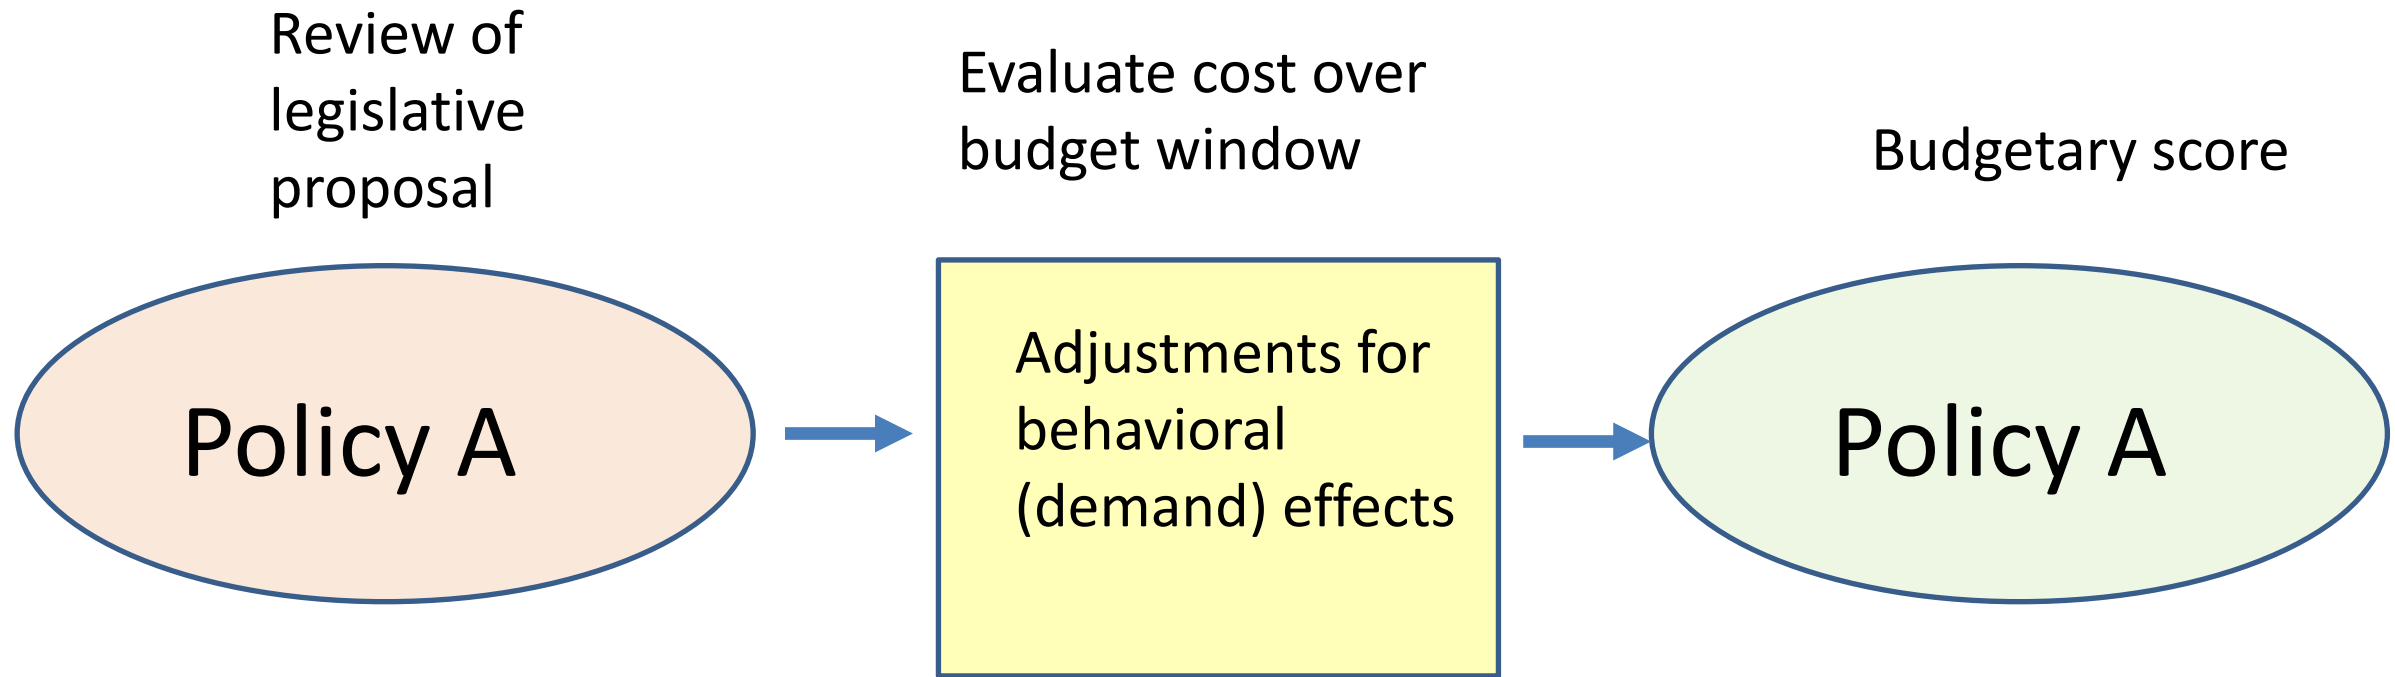 Review of
legislative
proposal
Evaluate cost over
budget window
Budgetary score
Policy A
Adjustments for
behavioral
(demand) effects
Policy A